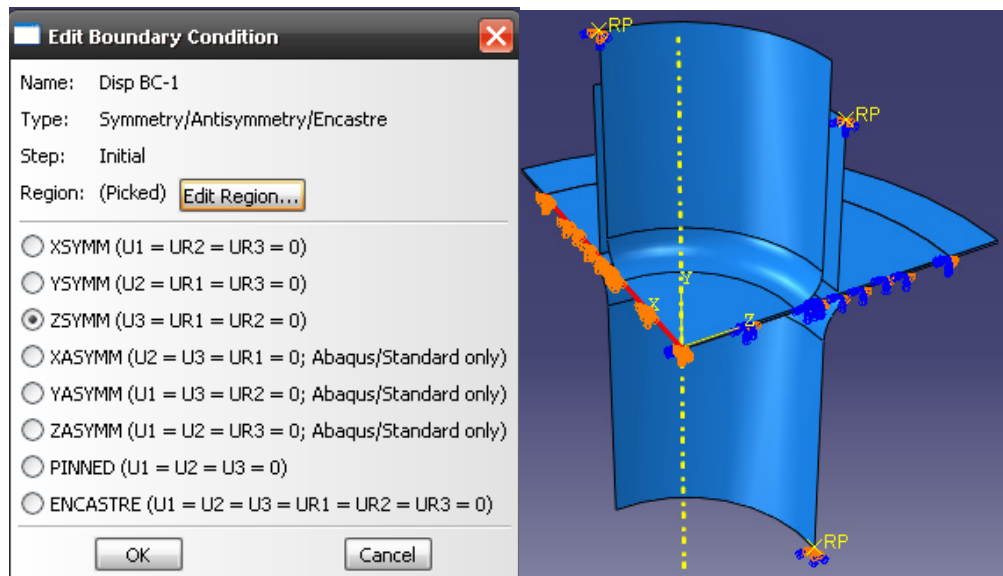 Edit Boundary Condition
Name: Disp BC-1
Type: Symmetry/Antisymmetry/Encastre
Step: Initial
Region: (Picked) Edit Region...
XSYMM (U1 = UR2 = UR3 = 0)
YSYMM (U2 = UR1 = UR3 = 0)
ZSYMM (U3 = UR1 = UR2 = 0)
XASYMM (U2 = U3 = UR1 = 0; Abaqus/Standard only)
YASYMM (U1 = U3 = UR2 = 0; Abaqus/Standard only)
ZASYMM (U1 = U2 = UR3 = 0; Abaqus/Standard only)
PINNED (U1 = U2 = U3 = 0)
ENCASTRE (U1 = U2 = U3 = UR1 = UR2 = UR3 = 0)
OK Cancel
RP
RP
Y
X
Z
RP